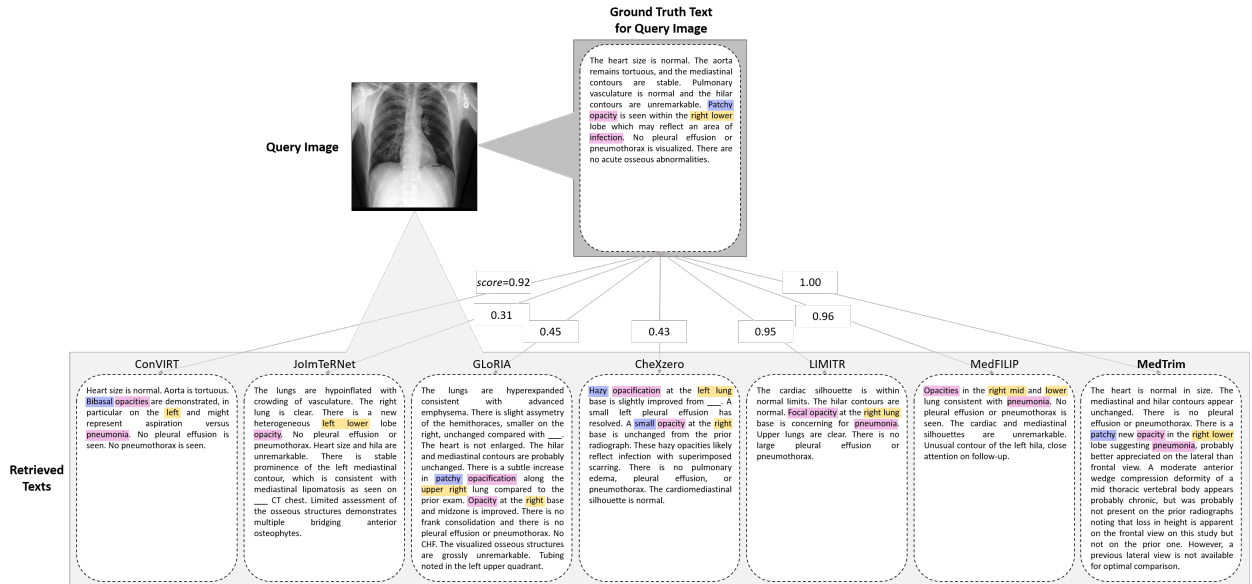 Ground Truth Text
for Query Image
The heart size is normal. The aorta
remains tortuous, and the mediastinal
contours are stable. Pulmonary
vasculature is normal and the hilar
contours are unremarkable. Patchy
opacity is seen within the right lower
lobe which may reflect an area of
infection. No pleural effusion or
pneumothorax is visualized. There are
no acute osseous abnormalities.
Query Image
score=0.92
0.31
0.45
0.43
0.95
0.96
1.00
Retrieved
Texts
ConVIRT
Heart size is normal. Aorta is tortuous.
Bibasal opacities are demonstrated, in
particular on the left and might
represent aspiration versus
pneumonia. No pleural effusion is
seen. No pneumothorax is seen.
JoImTeRNet
The lungs are hypoinflated with
crowding of vasculature. The right
lung is clear. There is a new
heterogeneous left lower lobe
opacity. No pleural effusion or
pneumothorax. Heart size and hila are
unremarkable. There is stable
prominence of the left mediastinal
contour, which is consistent with
mediastinal lipomatosis as seen on
___ CT chest. Limited assessment of
the osseous structures demonstrates
multiple bridging anterior
osteophytes.
GLoRIA
The lungs are hyperexpanded
consistent with advanced
emphysema. There is slight assymetry
of the hemithoraces, smaller on the
right, unchanged compared with ___.
The heart is not enlarged. The hilar
and mediastinal contours are probably
unchanged. There is a subtle increase
in patchy opacification along the
upper right lung compared to the
prior exam. Opacity at the right base
and midzone is improved. There is no
frank consolidation and there is no
pleural effusion or pneumothorax. No
CHF. The visualized osseous structures
are grossly unremarkable. Tubing
noted in the left upper quadrant.
CheXzero
Hazy opacification at the left lung
base is slightly improved from ___. A
small left pleural effusion has
resolved. A small opacity at the right
base is unchanged from the prior
radiograph. These hazy opacities likely
reflect infection with superimposed
scarring. There is no pulmonary
edema, pleural effusion, or
pneumothorax. The cardiomediastinal
silhouette is normal.
LIMITR
The cardiac silhouette is within
normal limits. The hilar contours are
normal. Focal opacity at the right lung
base is concerning for pneumonia.
Upper lungs are clear. There is no
large pleural effusion or
pneumothorax.
MedFILIP
Opacities in the right mid and lower
lung consistent with pneumonia. No
pleural effusion or pneumothorax is
seen. The cardiac and mediastinal
silhouettes are unremarkable.
Unusual contour of the left hila, close
attention on follow-up.
MedTrim
The heart is normal in size. The
mediastinal and hilar contours appear
unchanged. There is no pleural
effusion or pneumothorax. There is a
patchy new opacity in the right lower
lobe suggesting pneumonia, probably
better appreciated on the lateral than
frontal view. A moderate anterior
wedge compression deformity of a
mid thoracic vertebral body appears
probably chronic, but was probably
not present on the prior radiographs
noting that loss in height is apparent
on the frontal view on this study but
not on the prior one. However, a
previous lateral view is not available
for optimal comparison.